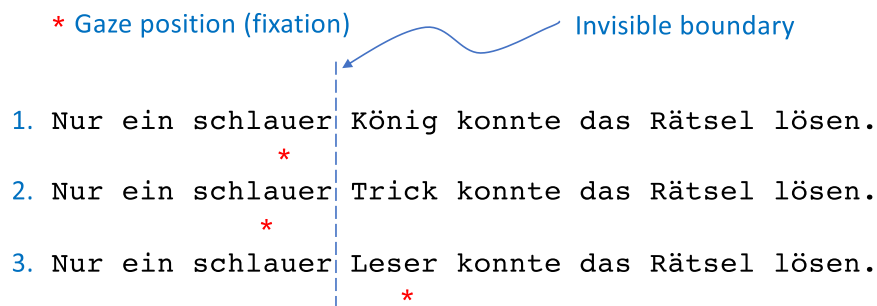 * Gaze position (fixation) Invisible boundary
1. Nur ein schlauer König konnte das Rätsel lösen.
*
2. Nur ein schlauer Trick konnte das Rätsel lösen.
*
3. Nur ein schlauer Leser konnte das Rätsel lösen.
*